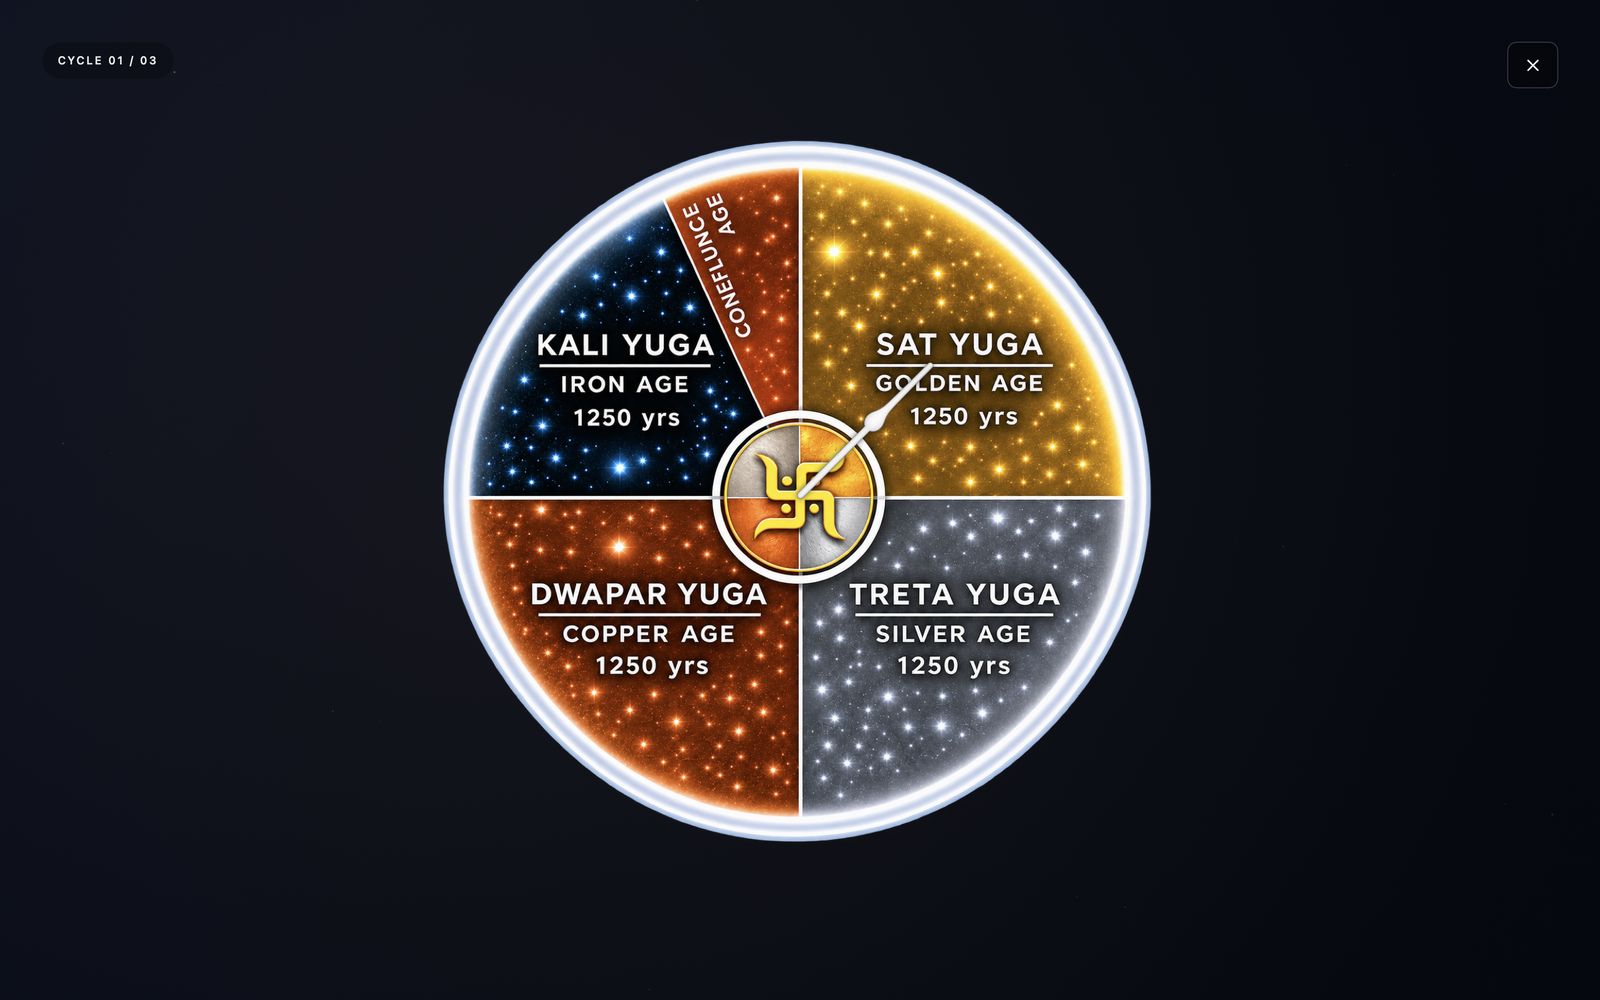 CYCLE 01 / 03
CONEFLUNCE
AGE
KALI YUGA
IRON AGE
1250 yrs
SAT YUGA
GOLDEN AGE
1250 yrs
DWAPAR YUGA
COPPER AGE
1250 yrs
TRETA YUGA
SILVER AGE
1250 yrs